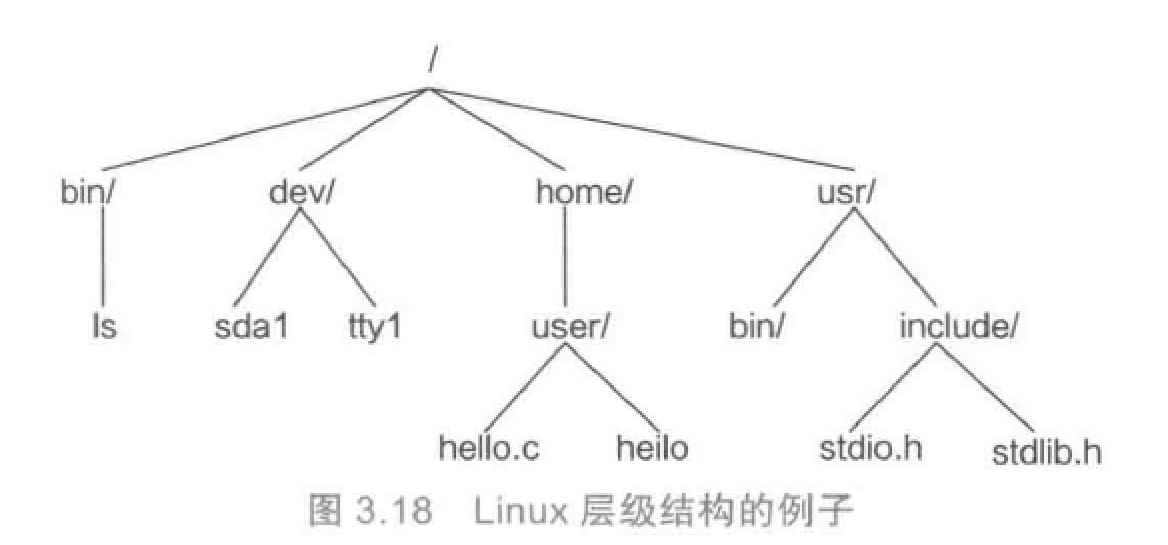 /
bin/ dev/ home/ usr/
ls sda1 tty1 user/ bin/ include/
hello.c heilo stdio.h stdlib.h
图 3.18 Linux 层级结构的例子